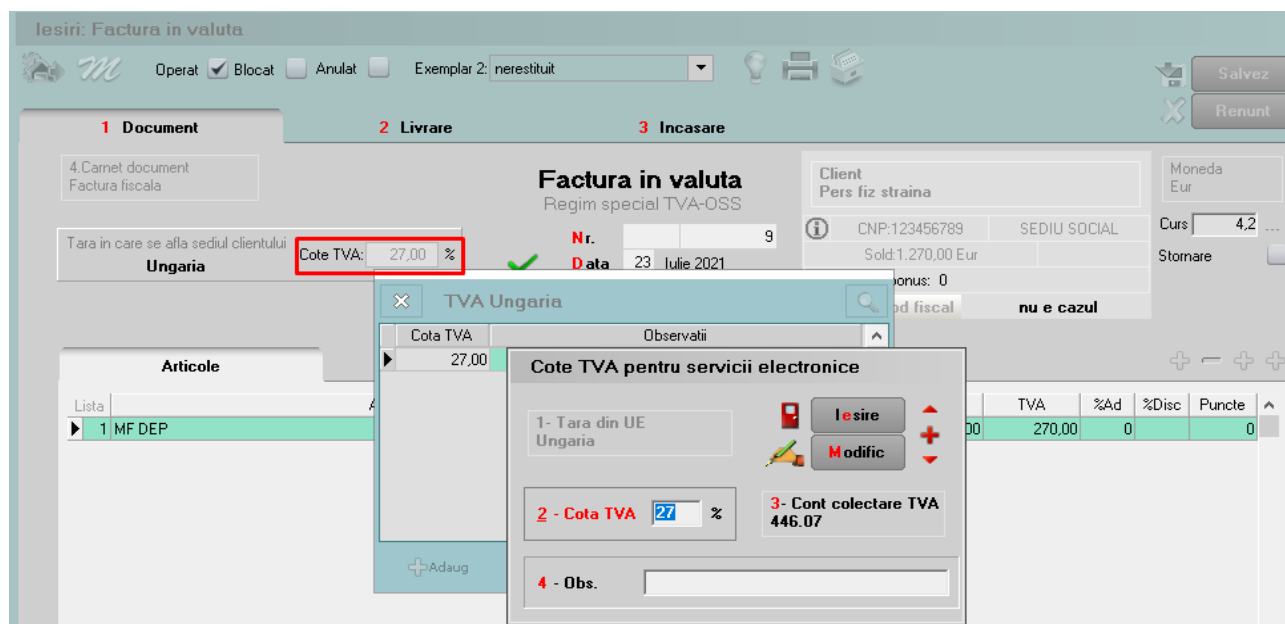 Iesiri: Factura in valuta
Operat Blocat Anulat Exemplar 2: nerestituit
Salvez
Renunt
1 Document 2 Livrare 3 Incasare
4.Carnet document
Factura fiscala
Factura in valuta
Regim special TVA-OSS
Client
Pers fiz straina
Moneda
Eur
Tara in care se afla sediul clientului
Ungaria
Cote TVA: 27,00 %
Nr. 9
Data 23 Iulie 2021
CNP:123456789 SEDIU SOCIAL
Sold:1.270,00 Eur
bonus: 0
od fiscal nu e cazul
Curs 4,2 ...
Stornare
TVA Ungaria
Cota TVA Observatii
27,00
Adaug
Articole
Lista A TVA %Ad %Disc Puncte
1 MF DEP 00 270,00 0 0
Cote TVA pentru servicii electronice
1- Tara din UE
Ungaria
Iesire
Modific
2 - Cota TVA 27 %
3- Cont colectare TVA
446.07
4 - Obs.